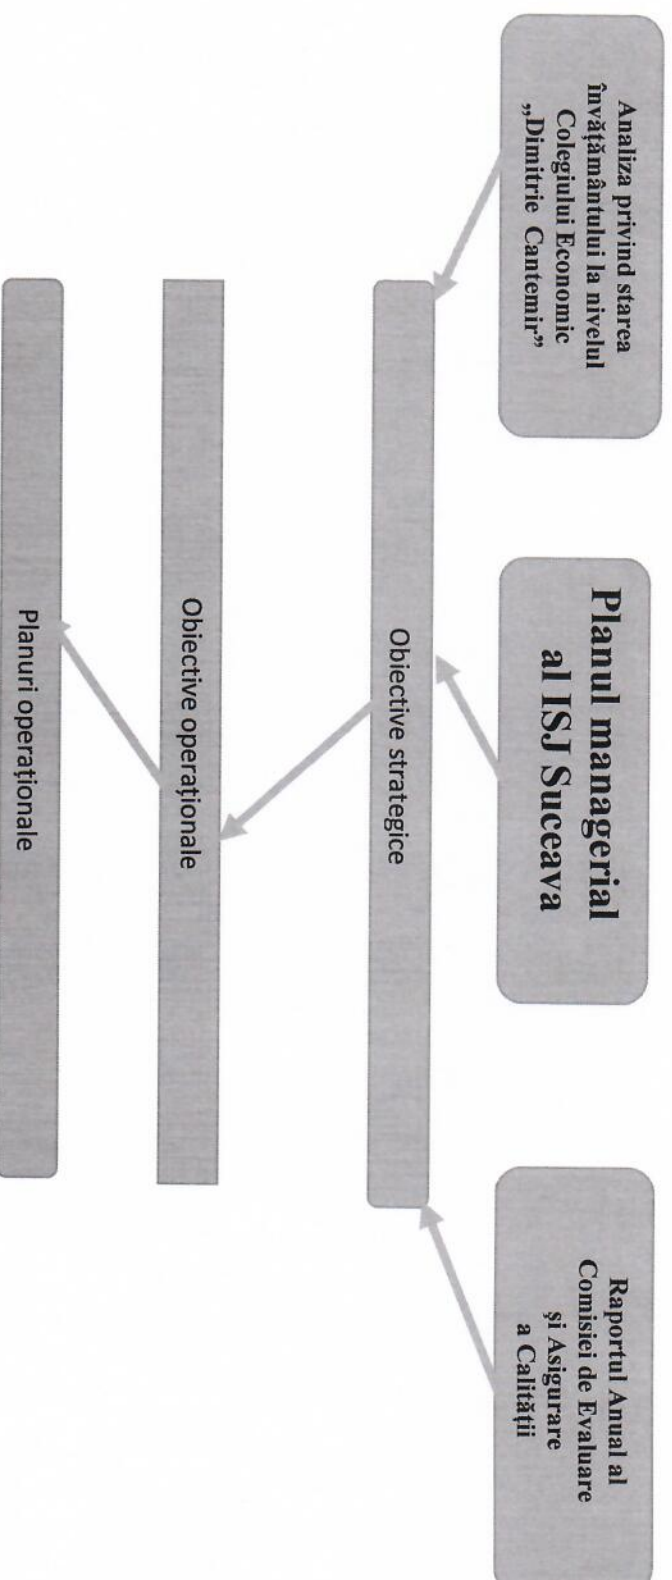 Analiza privind starea
învățământului la nivelul
Colegiului Economic
„Dimitrie Cantemir”
Planul managerial
al ISJ Suceava
Raportul Anual al
Comisiei de Evaluare
și Asigurare
a Calității
Obiective strategice
Obiective operaționale
Planuri operaționale